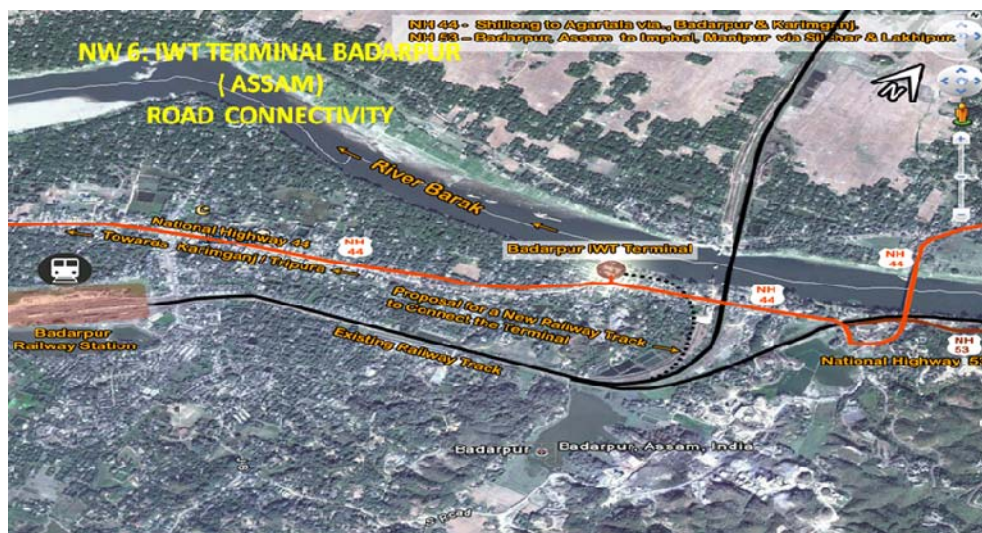 NH 44 - Shillong to Agartala via., Badarpur & Karimganj.
NH 53 - Badarpur, Assam to Imphal, Manipur via Silchar & Lakhipur.
NW 6: IWT TERMINAL BADARPUR
( ASSAM)
ROAD CONNECTIVITY
N
River Barak
National Highway 44
Towards Karimganj / Tripura
NH
44
Badarpur IWT Terminal
NH
44
NH
44
Proposal for a New Railway Track
to Connect the Terminal
Badarpur
Railway Station
Existing Railway Track
NH
53
National Highway 53
Badarpur
Badarpur, Assam, India
S Road